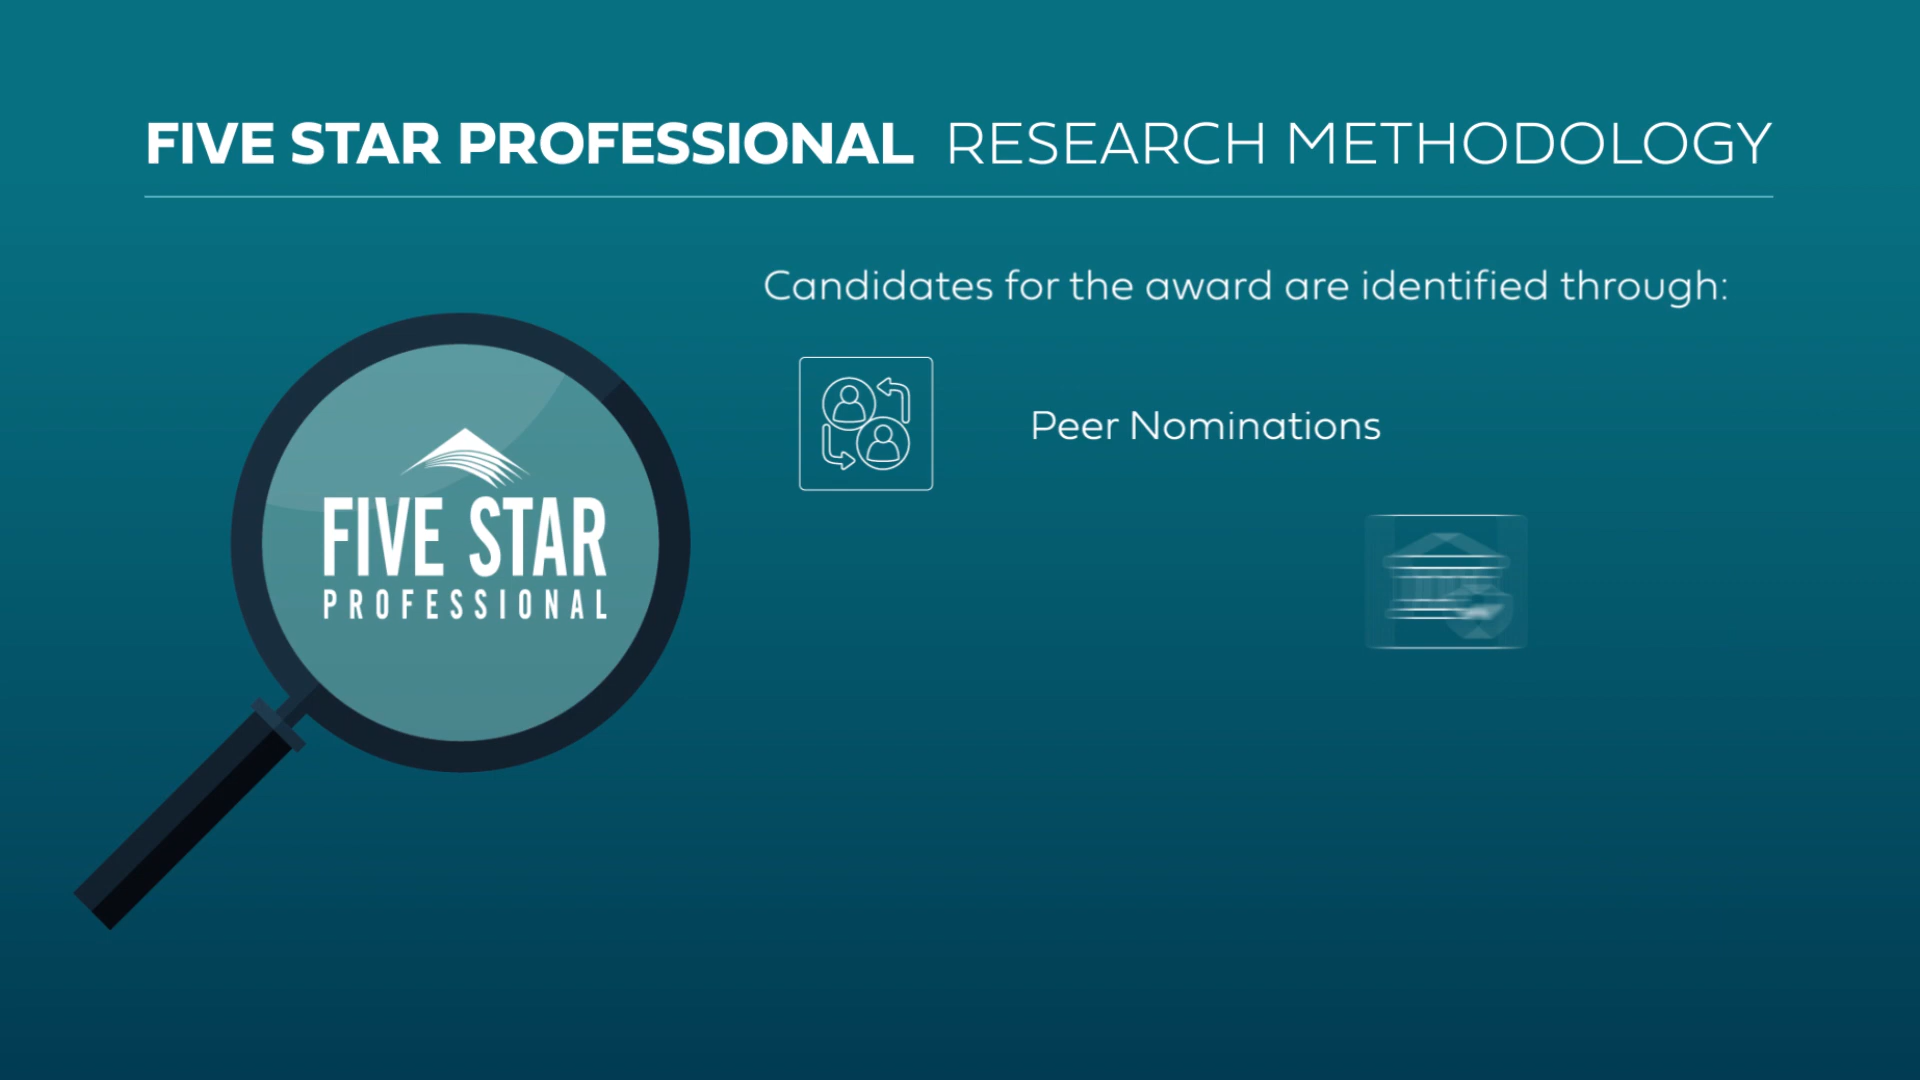 FIVE STAR PROFESSIONAL RESEARCH METHODOLOGY
Candidates for the award are identified through:
Peer Nominations
FIVE STAR
PROFESSIONAL